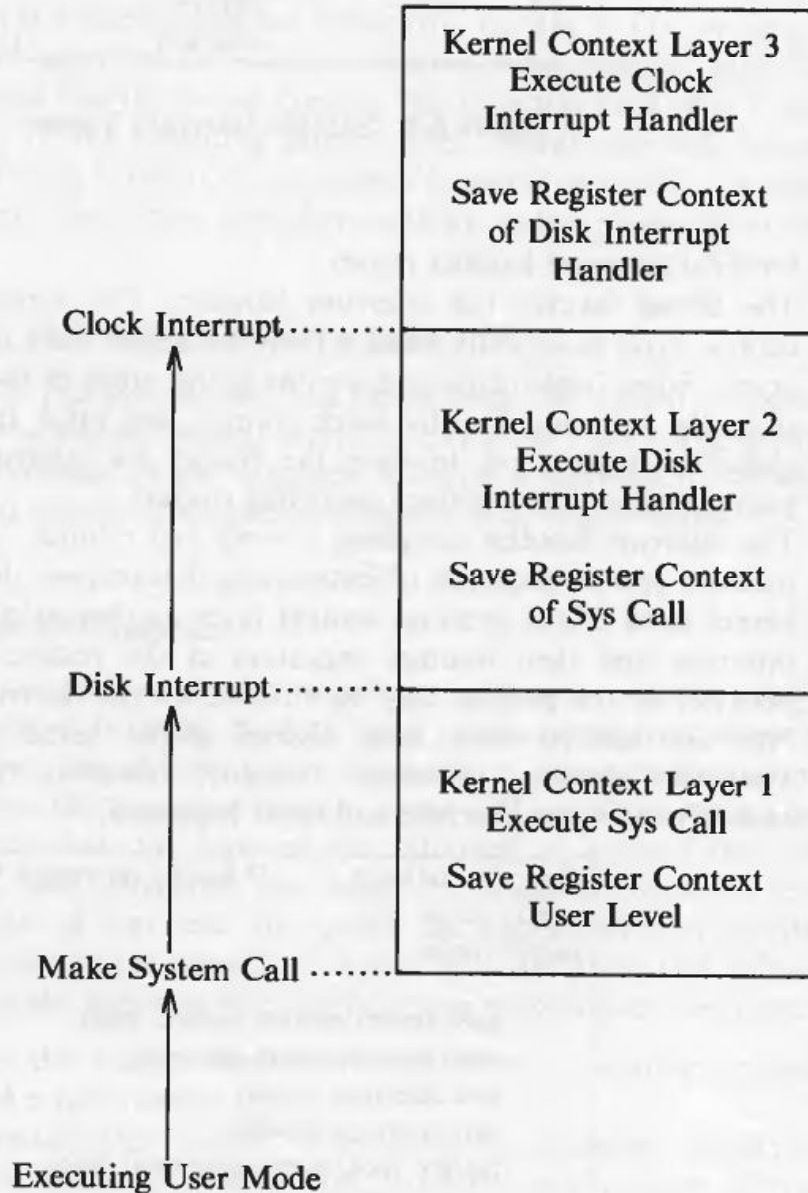 Kernel Context Layer 3
Execute Clock
Interrupt Handler
Save Register Context
of Disk Interrupt
Handler
Clock Interrupt
Kernel Context Layer 2
Execute Disk
Interrupt Handler
Save Register Context
of Sys Call
Disk Interrupt
Kernel Context Layer 1
Execute Sys Call
Save Register Context
User Level
Make System Call
Executing User Mode